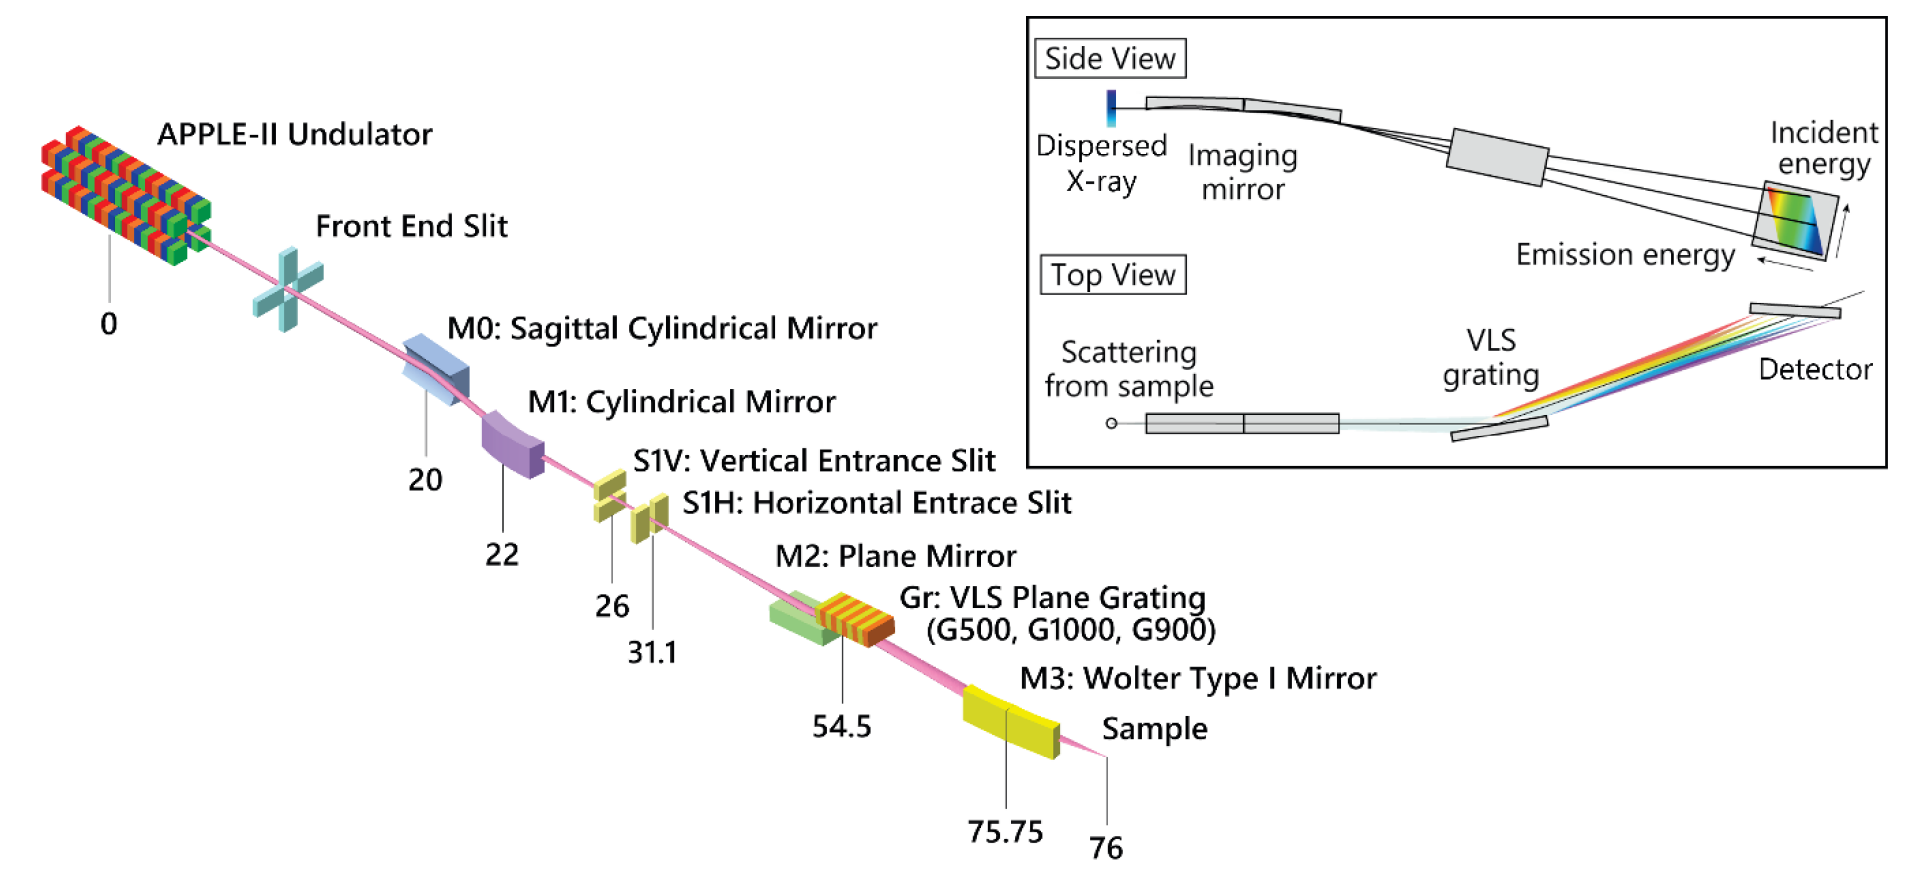 APPLE-II Undulator
Front End Slit
0
M0: Sagittal Cylindrical Mirror
M1: Cylindrical Mirror
20
S1V: Vertical Entrance Slit
S1H: Horizontal Entrace Slit
22
M2: Plane Mirror
26
Gr: VLS Plane Grating
(G500, G1000, G900)
31.1
M3: Wolter Type I Mirror
54.5
Sample
75.75
76
Side View
Dispersed
X-ray
Imaging
mirror
Incident
energy
Emission energy
Top View
Scattering
from sample
VLS
grating
Detector